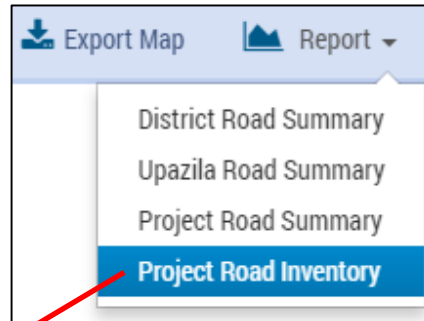 Export Map Report
District Road Summary
Upazila Road Summary
Project Road Summary
Project Road Inventory